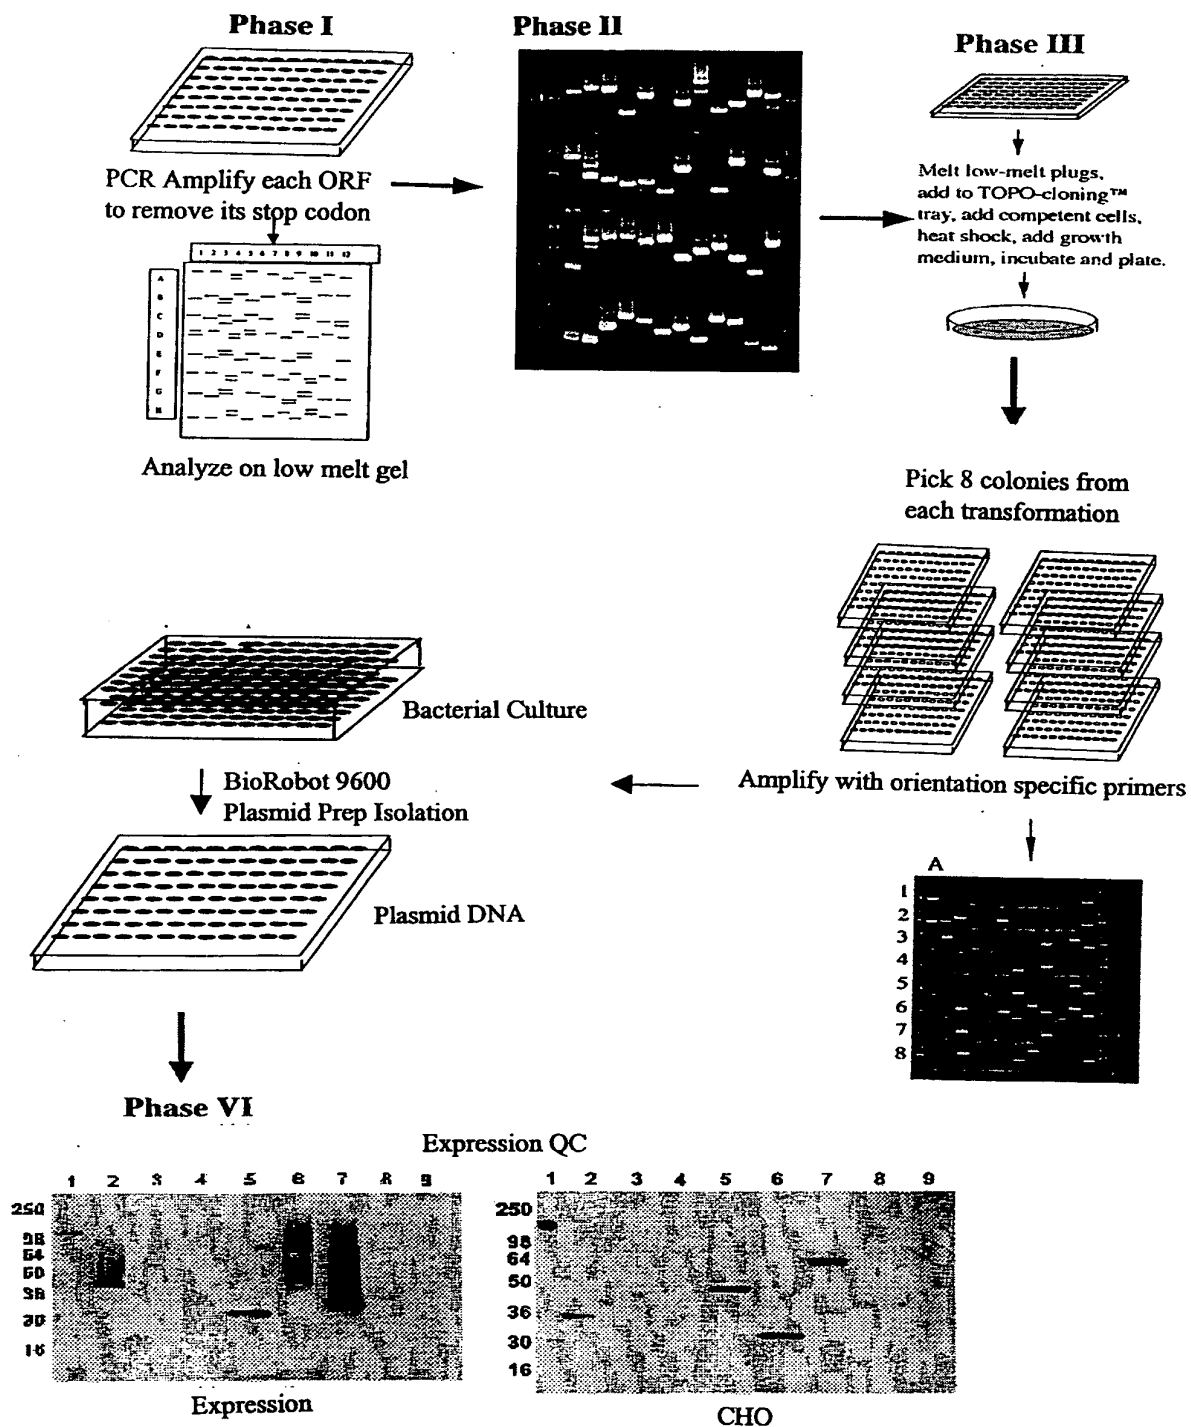 Phase I
PCR Amplify each ORF
to remove its stop codon
1 2 3 4 5 6 7 8 9 10 11 12
A
B
C
D
E
F
G
H
Analyze on low melt gel
Phase II
Phase III
Melt low-melt plugs,
add to TOPO-cloning™
tray, add competent cells,
heat shock, add growth
medium, incubate and plate.
Pick 8 colonies from
each transformation
Amplify with orientation specific primers
A
1
2
3
4
5
6
7
8
Bacterial Culture
BioRobot 9600
Plasmid Prep Isolation
Plasmid DNA
Phase VI
Expression QC
1 2 3 4 5 6 7 8 9
250
98
64
50
36
30
16
Expression
1 2 3 4 5 6 7 8 9
250
98
64
50
36
30
16
CHO